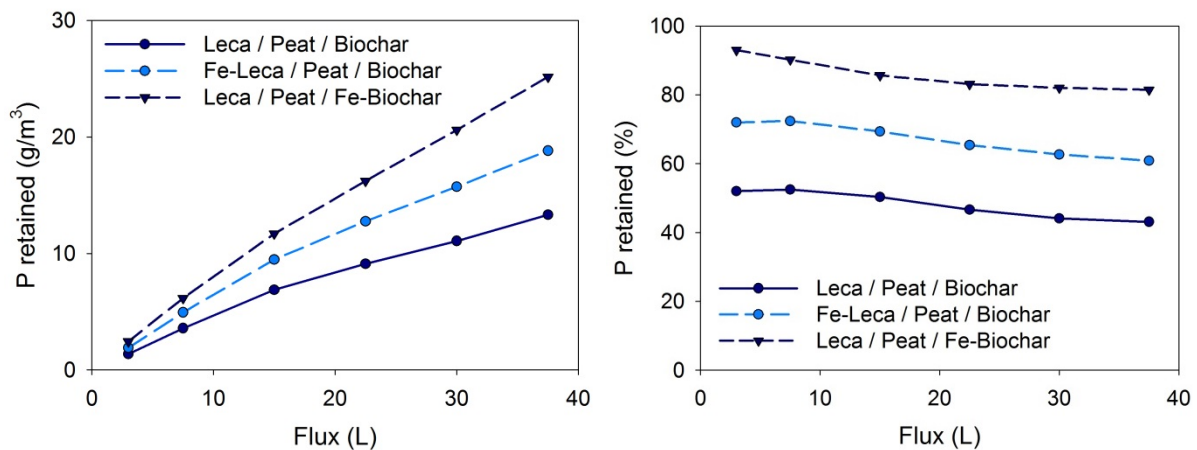 30
20
10
0
P retained (g/m³)
Leca / Peat / Biochar
Fe-Leca / Peat / Biochar
Leca / Peat / Fe-Biochar
0 10 20 30 40
Flux (L)
100
80
60
40
20
0
P retained (%)
Leca / Peat / Biochar
Fe-Leca / Peat / Biochar
Leca / Peat / Fe-Biochar
0 10 20 30 40
Flux (L)